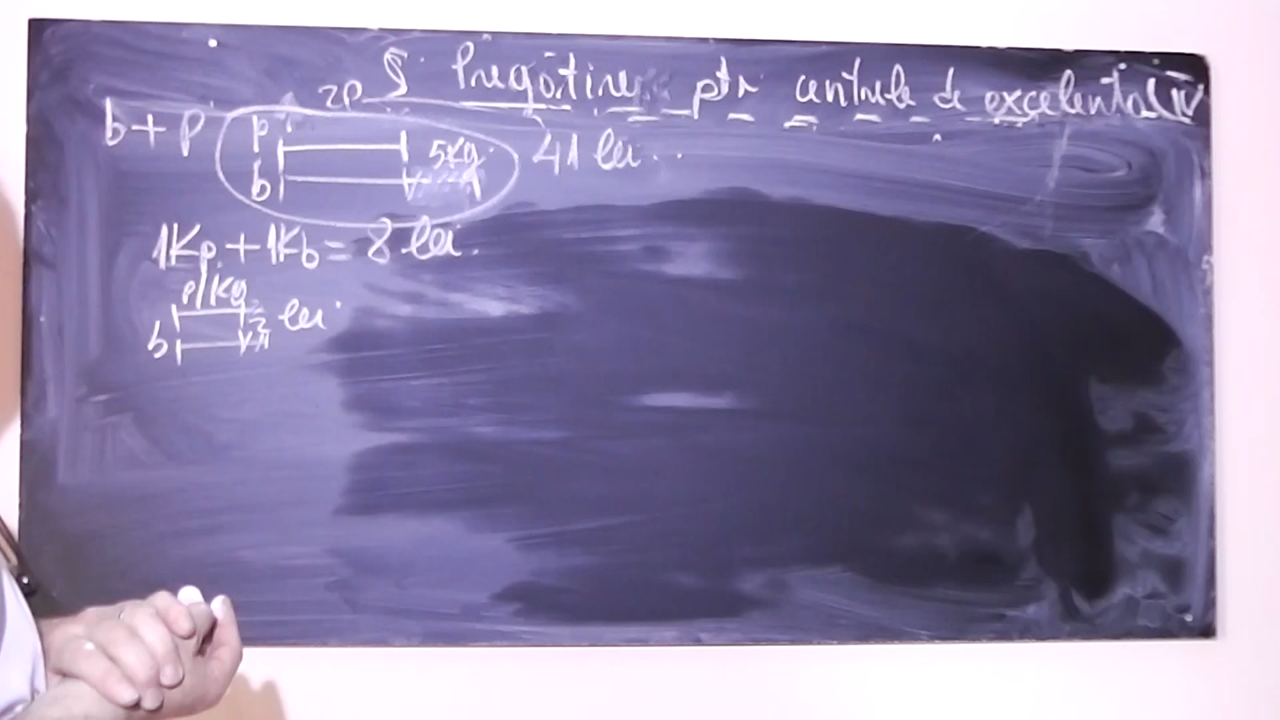 S. Pregătire ptr centrele de excelență (IV
2P
b + p p 5Kg 41 lei
b
1Kp + 1Kb = 8 lei.
p/Kg
2 lei
b